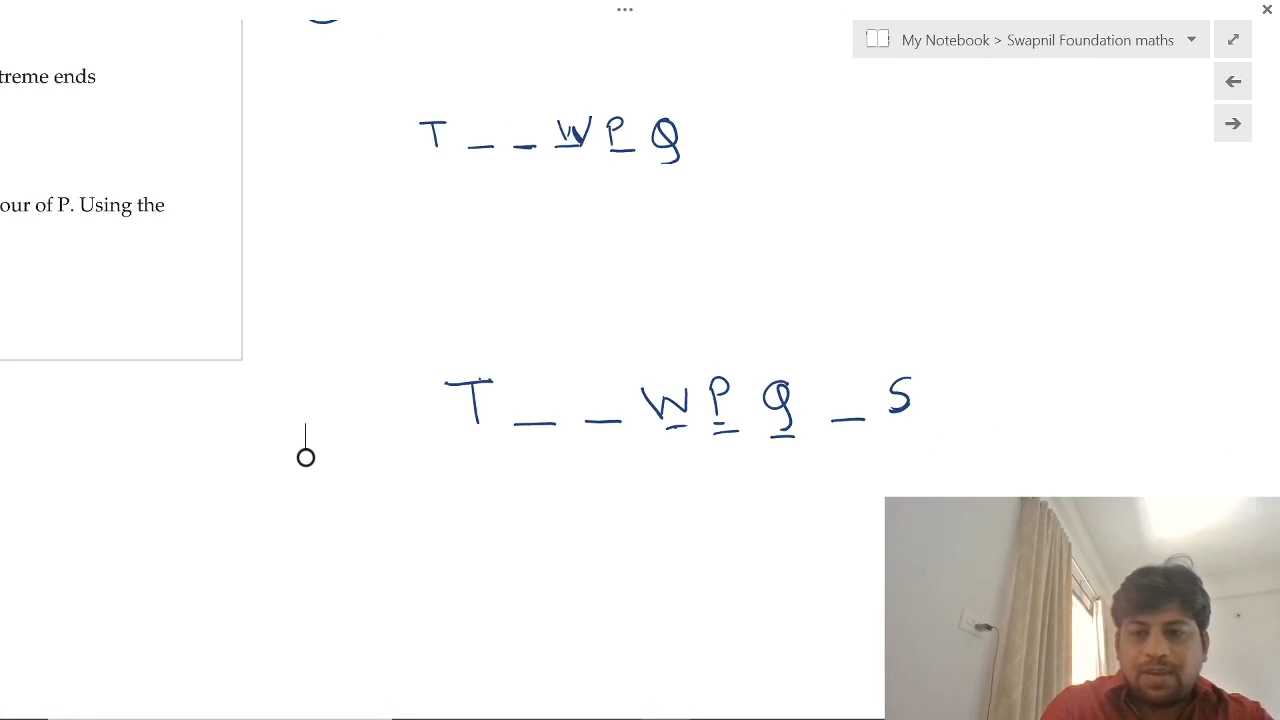 My Notebook > Swapnil Foundation maths
treme ends
T _ _ W P Q
our of P. Using the
T _ _ W P Q _ S